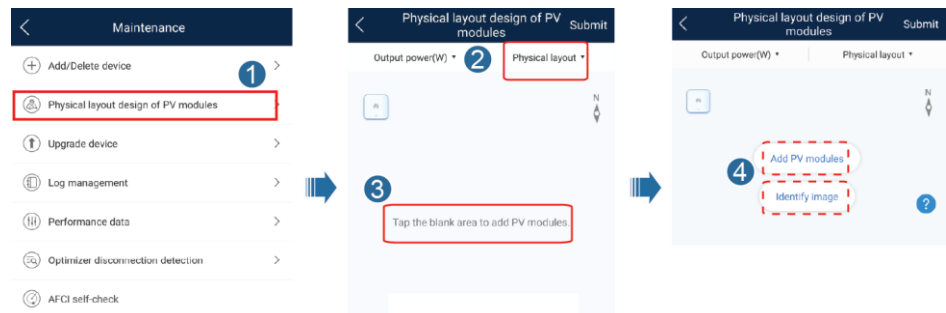 Maintenance
Add/Delete device
1
Physical layout design of PV modules
Upgrade device
Log management
Performance data
Optimizer disconnection detection
AFCI self-check
Physical layout design of PV
modules
Submit
Output power(W)
2
Physical layout
N
3
Tap the blank area to add PV modules.
Physical layout design of PV
modules
Submit
Output power(W)
Physical layout
N
Add PV modules
4
Identify image
?